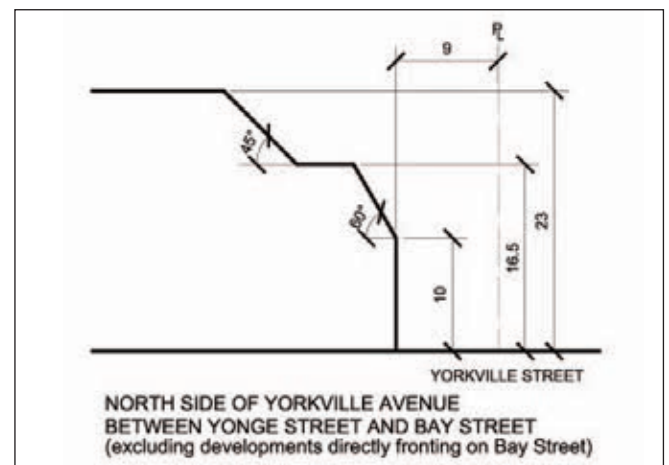 9
PL
45°
60°
10
16.5
23
YORKVILLE STREET
NORTH SIDE OF YORKVILLE AVENUE
BETWEEN YONGE STREET AND BAY STREET
(excluding developments directly fronting on Bay Street)